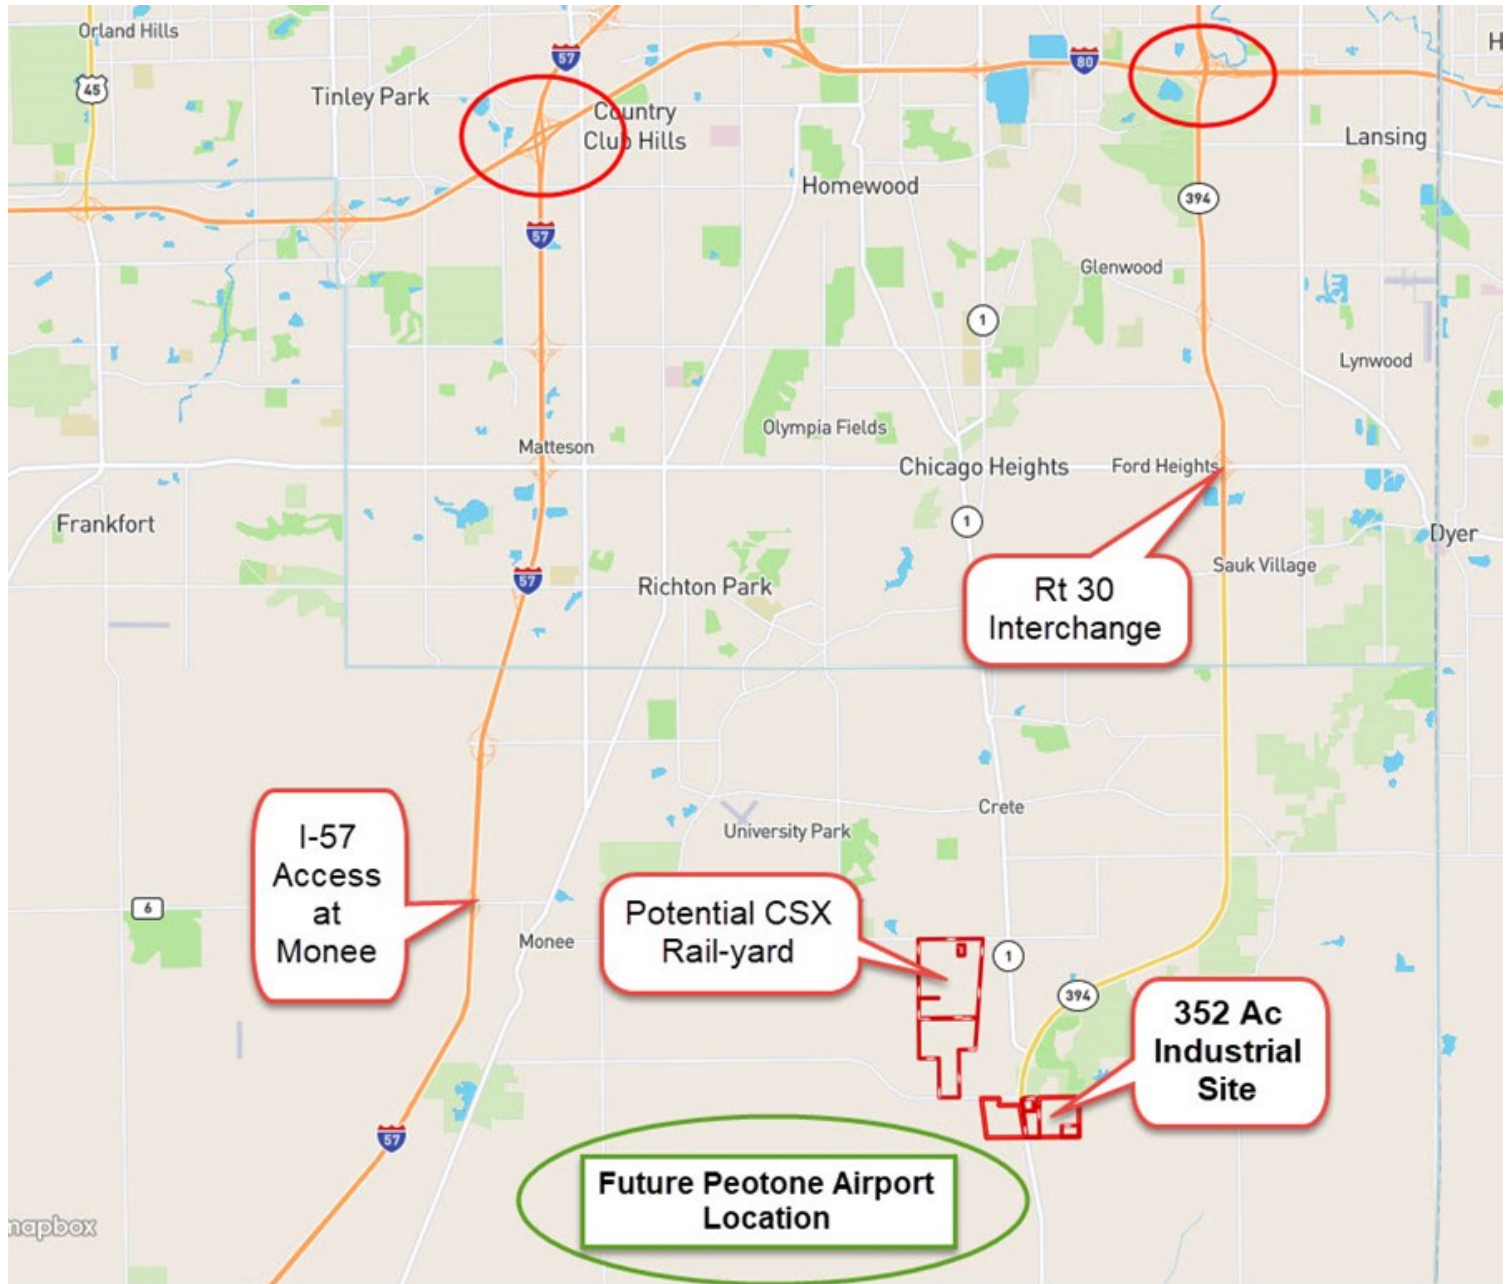 Orland Hills
57
80
H
45
Tinley Park
Country
Club Hills
Lansing
Homewood
394
57
Glenwood
1
Lynwood
Olympia Fields
Matteson
Chicago Heights
Ford Heights
Frankfort
1
Dyer
57
Richton Park
Sauk Village
Rt 30
Interchange
Crete
University Park
I-57
Access
at
Monee
6
Potential CSX
Rail-yard
Monee
1
394
352 Ac
Industrial
Site
57
Future Peotone Airport
Location
mapbox